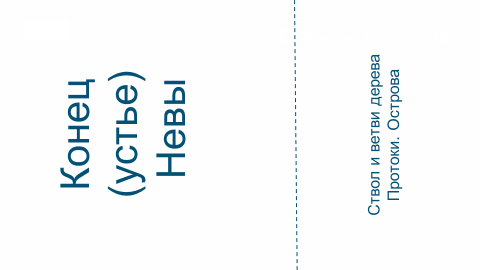 Конец
(устье)
Невы
Ствол и ветви дерева
Протоки. Острова